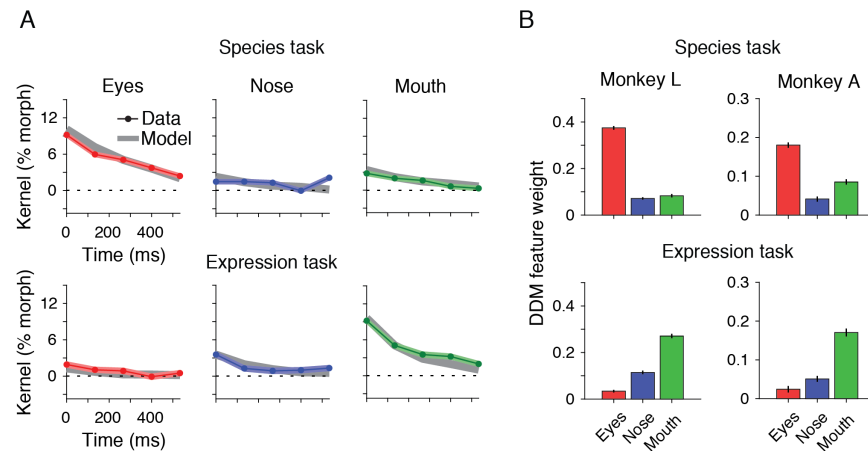 A
Species task
Eyes
Nose
Mouth
Kernel (% morph)
12
6
0
Data
Model
0
200
400
Time (ms)
Expression task
Kernel (% morph)
12
6
0
0
200
400
Time (ms)
B
Species task
Monkey L
Monkey A
DDM feature weight
0.4
0.2
0
0.3
0.2
0.1
0
Expression task
0.4
0.2
0
0.3
0.2
0.1
0
Eyes
Nose
Mouth
Eyes
Nose
Mouth